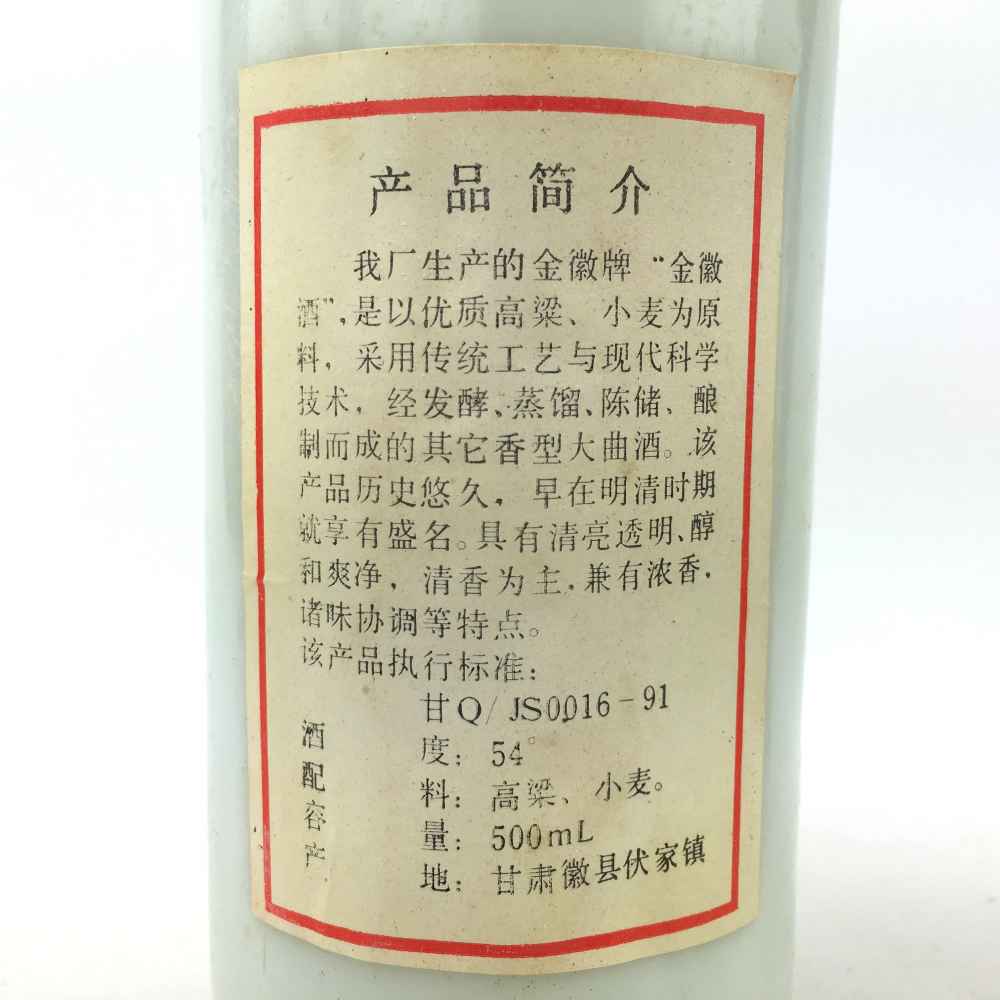 产品简介
我厂生产的金徽牌“金徽
酒”,是以优质高粱、小麦为原
料，采用传统工艺与现代科学
技术，经发酵、蒸馏、陈储、酿
制而成的其它香型大曲酒。该
产品历史悠久，早在明清时期
就享有盛名。具有清亮透明、醇
和爽净，清香为主，兼有浓香，
诸味协调等特点。
该产品执行标准：
甘Q/JS0016-91
酒度：54°
配料：高粱、小麦。
容量：500mL
产地：甘肃徽县伏家镇